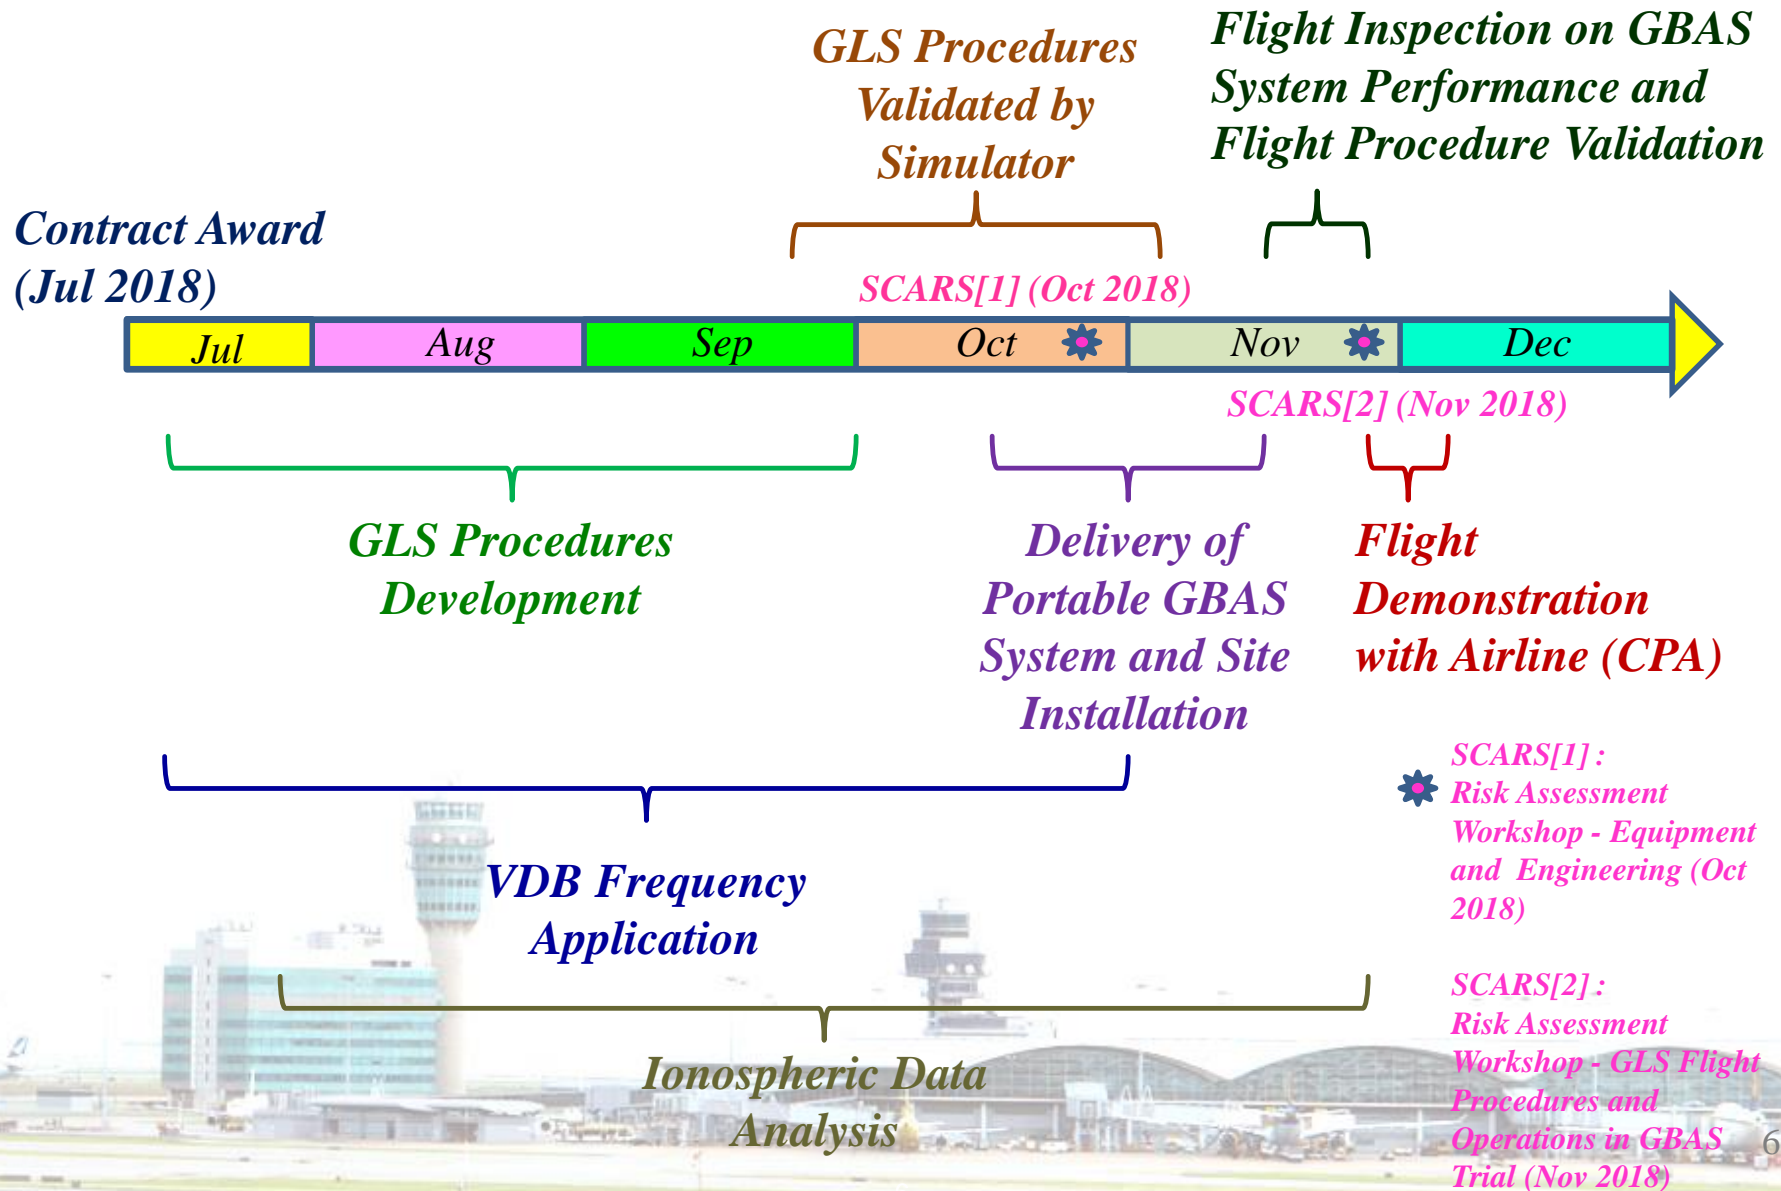 GLS Procedures
Validated by
Simulator
Flight Inspection on GBAS
System Performance and
Flight Procedure Validation
Contract Award
(Jul 2018)
SCARS[1] (Oct 2018)
Jul
Aug
Sep
Oct
Nov
Dec
SCARS[2] (Nov 2018)
GLS Procedures
Development
Delivery of
Portable GBAS
System and Site
Installation
Flight
Demonstration
with Airline (CPA)
VDB Frequency
Application
Ionospheric Data
Analysis
SCARS[1] :
Risk Assessment
Workshop - Equipment
and Engineering (Oct
2018)
SCARS[2] :
Risk Assessment
Workshop - GLS Flight
Procedures and
Operations in GBAS
Trial (Nov 2018)
6